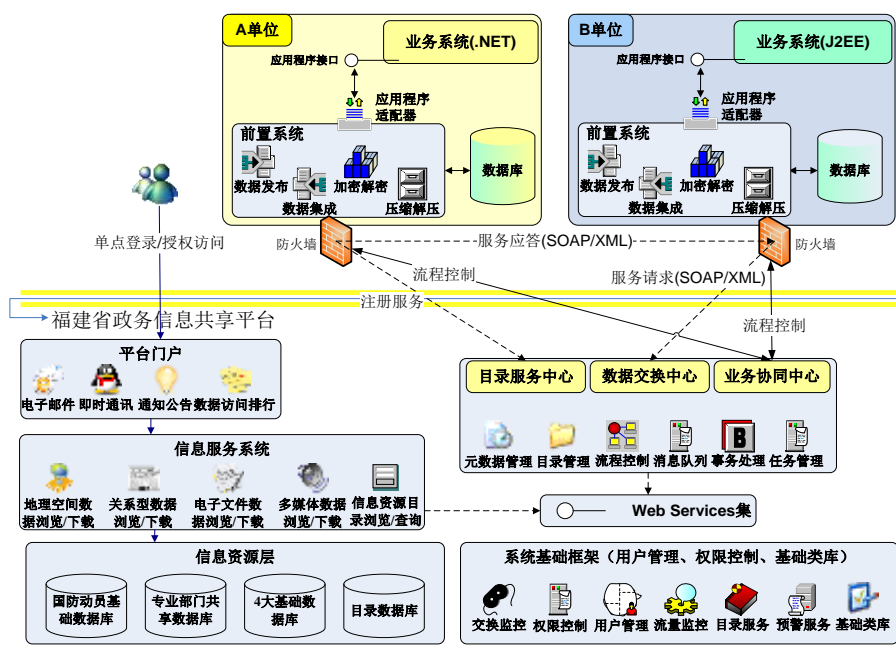 A单位
业务系统(.NET)
应用程序接口
应用程序
适配器
前置系统
数据发布
数据集成
加密解密
压缩解压
数据库
B单位
业务系统(J2EE)
应用程序接口
应用程序
适配器
前置系统
数据发布
数据集成
加密解密
压缩解压
数据库
单点登录/授权访问
防火墙
服务应答(SOAP/XML)
防火墙
流程控制
服务请求(SOAP/XML)
注册服务
流程控制
福建省政务信息共享平台
平台门户
电子邮件
即时通讯
通知公告
数据访问排行
目录服务中心
数据交换中心
业务协同中心
元数据管理
目录管理
流程控制
消息队列
B
事务处理
任务管理
信息服务系统
地理空间数
据浏览/下载
关系型数据
浏览/下载
电子文件数
据浏览/下载
多媒体数据
浏览/下载
信息资源目
录浏览/查询
Web Services集
信息资源层
国防动员基
础数据库
专业部门共
享数据库
4大基础数
据库
目录数据库
系统基础框架（用户管理、权限控制、基础类库）
交换监控
权限控制
用户管理
流量监控
目录服务
预警服务
基础类库